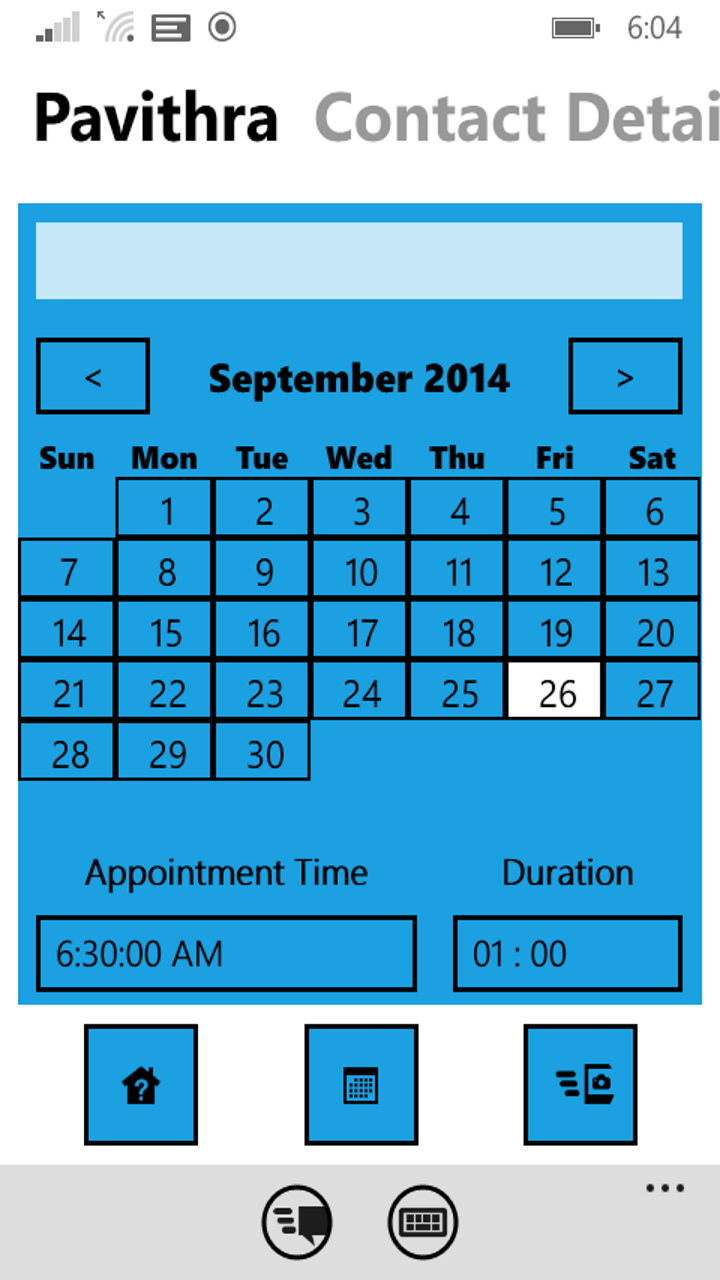 6:04
Pavithra Contact Detai
< September 2014 >
Sun Mon Tue Wed Thu Fri Sat
1 2 3 4 5 6
7 8 9 10 11 12 13
14 15 16 17 18 19 20
21 22 23 24 25 26 27
28 29 30
Appointment Time Duration
6:30:00 AM 01 : 00
?